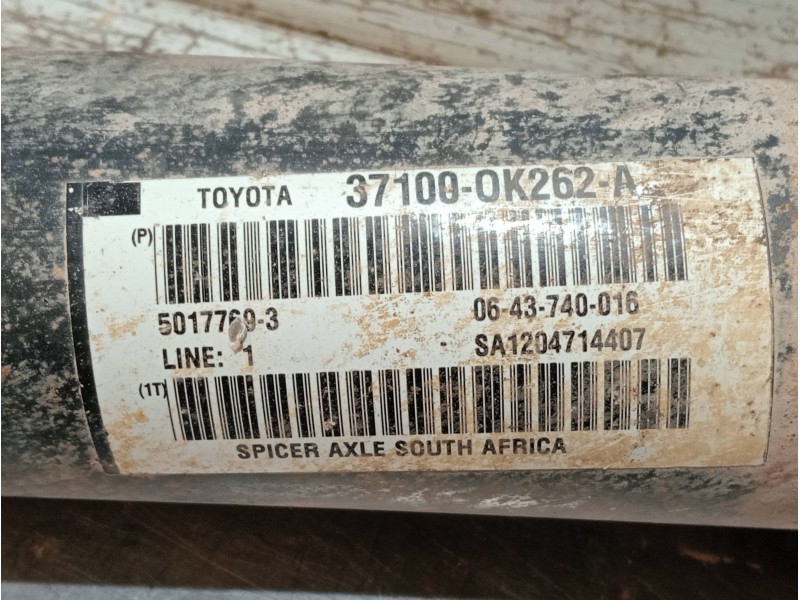 TOYOTA 37100-0K262-A
(P)
5017769-3 06-43-740-016
LINE: 1 SA1204714407
(1T)
SPICER AXLE SOUTH AFRICA